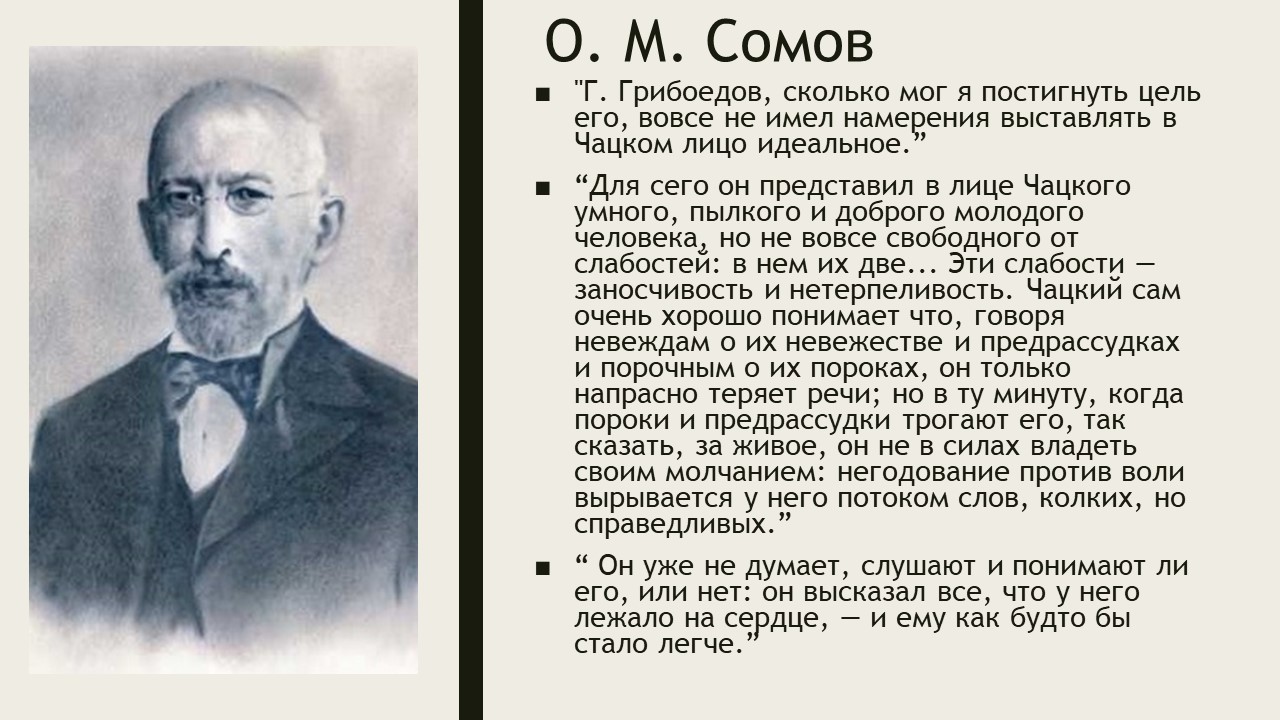 О. М. Сомов
■ "Г. Грибоедов, сколько мог я постигнуть цель
его, вовсе не имел намерения выставлять в
Чацком лицо идеальное.”
■ “Для сего он представил в лице Чацкого
умного, пылкого и доброго молодого
человека, но не вовсе свободного от
слабостей: в нем их две... Эти слабости —
заносчивость и нетерпеливость. Чацкий сам
очень хорошо понимает что, говоря
невеждам о их невежестве и предрассудках
и порочным о их пороках, он только
напрасно теряет речи; но в ту минуту, когда
пороки и предрассудки трогают его, так
сказать, за живое, он не в силах владеть
своим молчанием: негодование против воли
вырывается у него потоком слов, колких, но
справедливых.”
■ “ Он уже не думает, слушают и понимают ли
его, или нет: он высказал все, что у него
лежало на сердце, — и ему как будто бы
стало легче.”